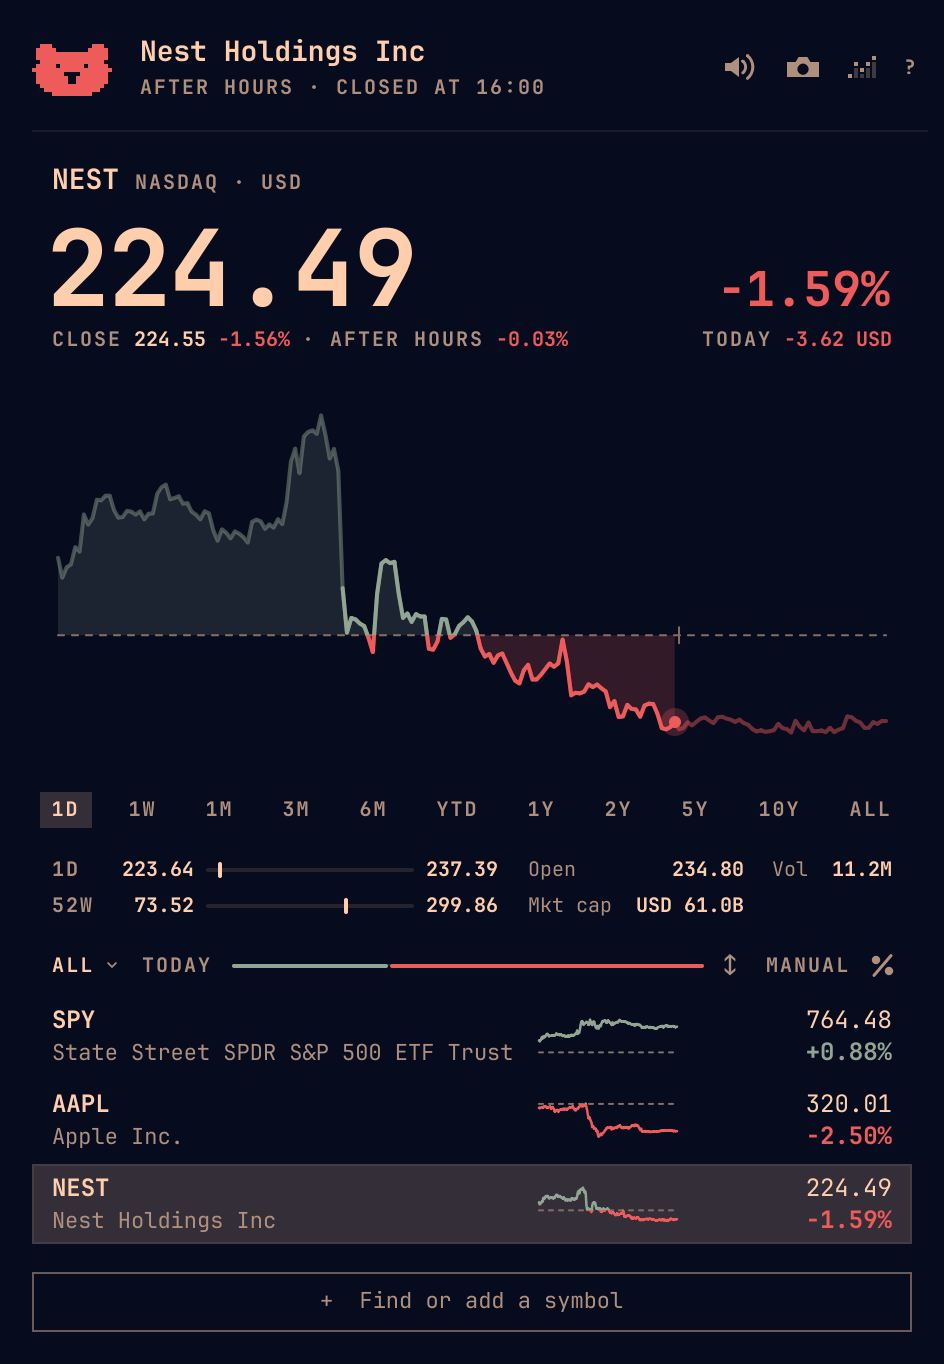 Nest Holdings Inc
AFTER HOURS · CLOSED AT 16:00
?
NEST NASDAQ · USD
224.49
-1.59%
CLOSE 224.55 -1.56% · AFTER HOURS -0.03%
TODAY -3.62 USD
1D 1W 1M 3M 6M YTD 1Y 2Y 5Y 10Y ALL
1D 223.64 237.39 Open 234.80 Vol 11.2M
52W 73.52 299.86 Mkt cap USD 61.0B
ALL TODAY MANUAL %
SPY 764.48
State Street SPDR S&P 500 ETF Trust +0.88%
AAPL 320.01
Apple Inc. -2.50%
NEST 224.49
Nest Holdings Inc -1.59%
+ Find or add a symbol